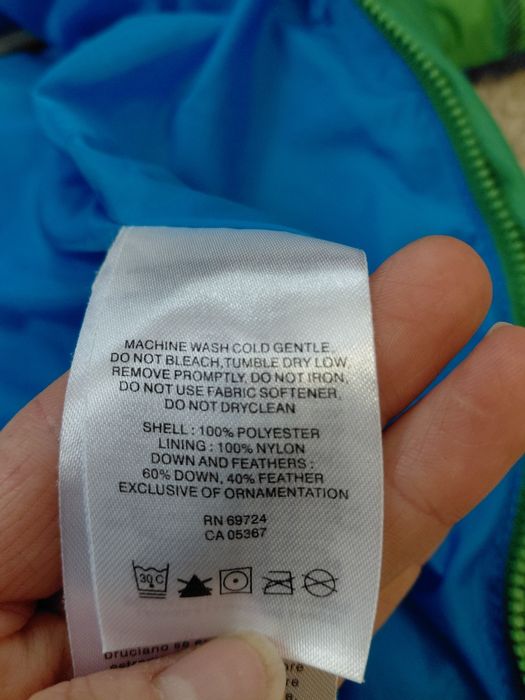 MACHINE WASH COLD GENTLE,
DO NOT BLEACH,TUMBLE DRY LOW,
REMOVE PROMPTLY, DO NOT IRON,
DO NOT USE FABRIC SOFTENER,
DO NOT DRYCLEAN
SHELL : 100% POLYESTER
LINING : 100% NYLON
DOWN AND FEATHERS :
60% DOWN, 40% FEATHER
EXCLUSIVE OF ORNAMENTATION
RN 69724
CA 05367
30 C